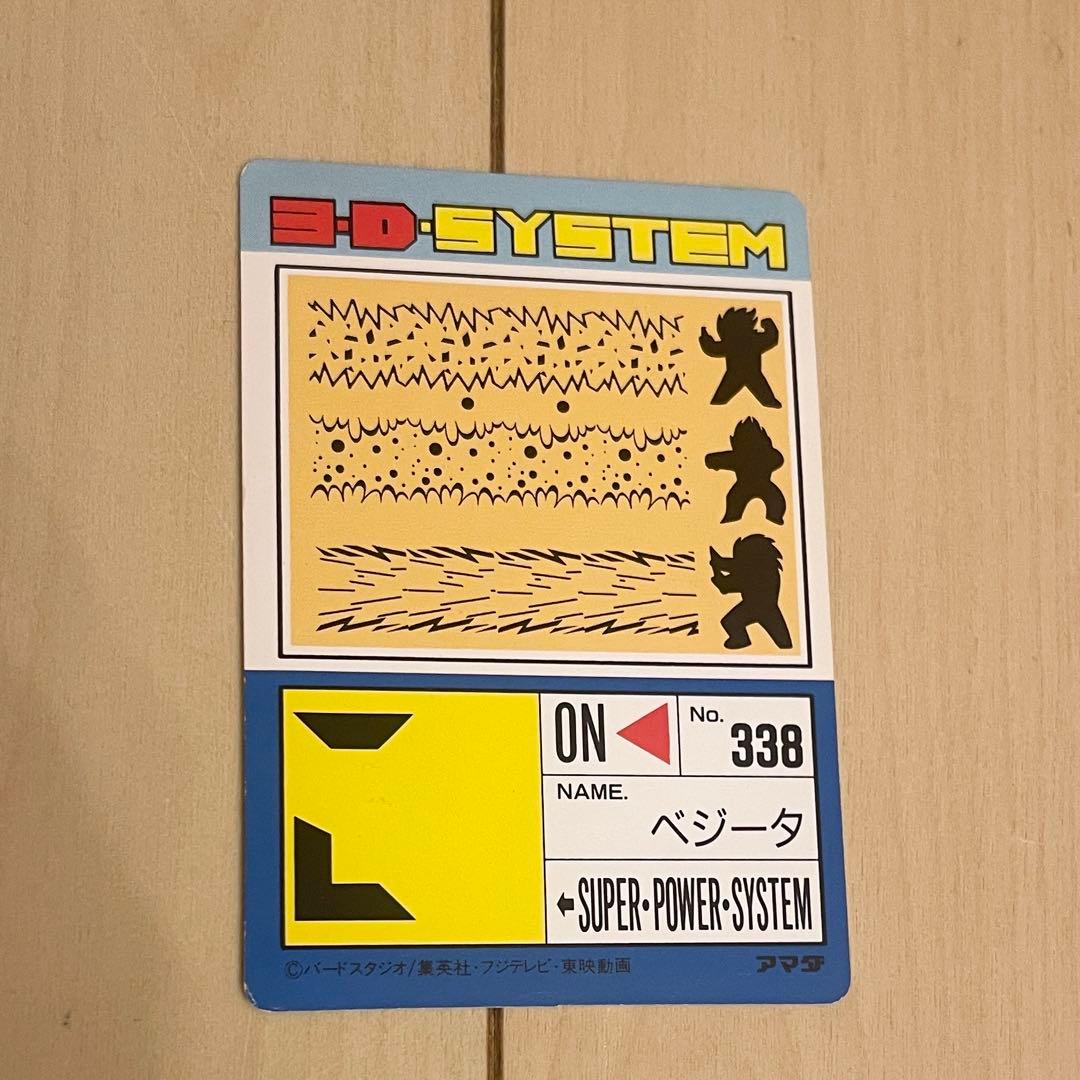 3·D·SYSTEM
ON
No.
338
NAME.
ベジータ
←SUPER·POWER·SYSTEM
©バードスタジオ/集英社・フジテレビ・東映動画
アマダ